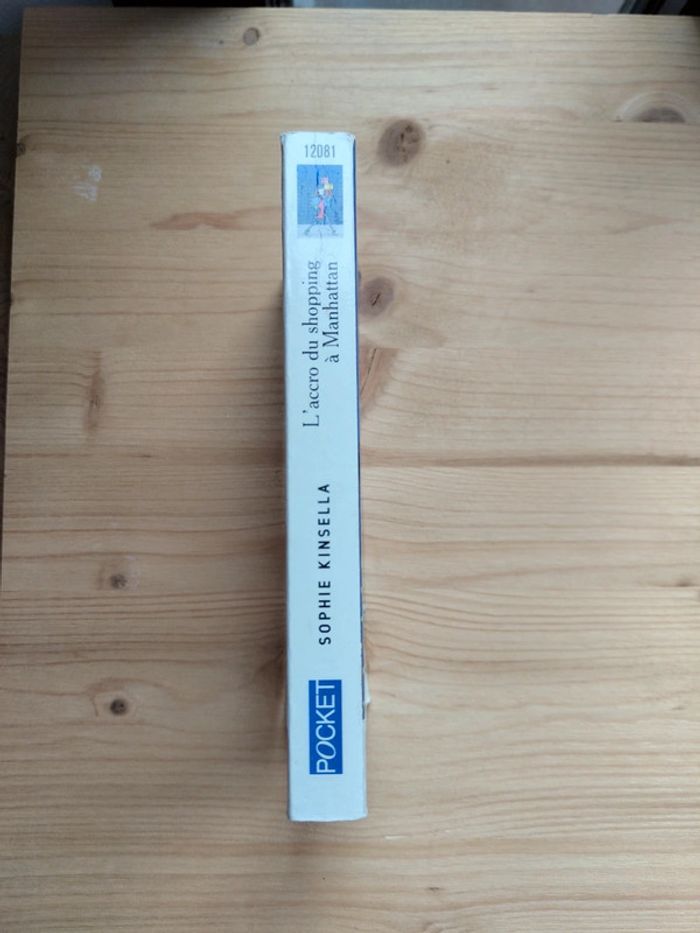 12081
L'accro du shopping
à Manhattan
SOPHIE KINSELLA
POCKET